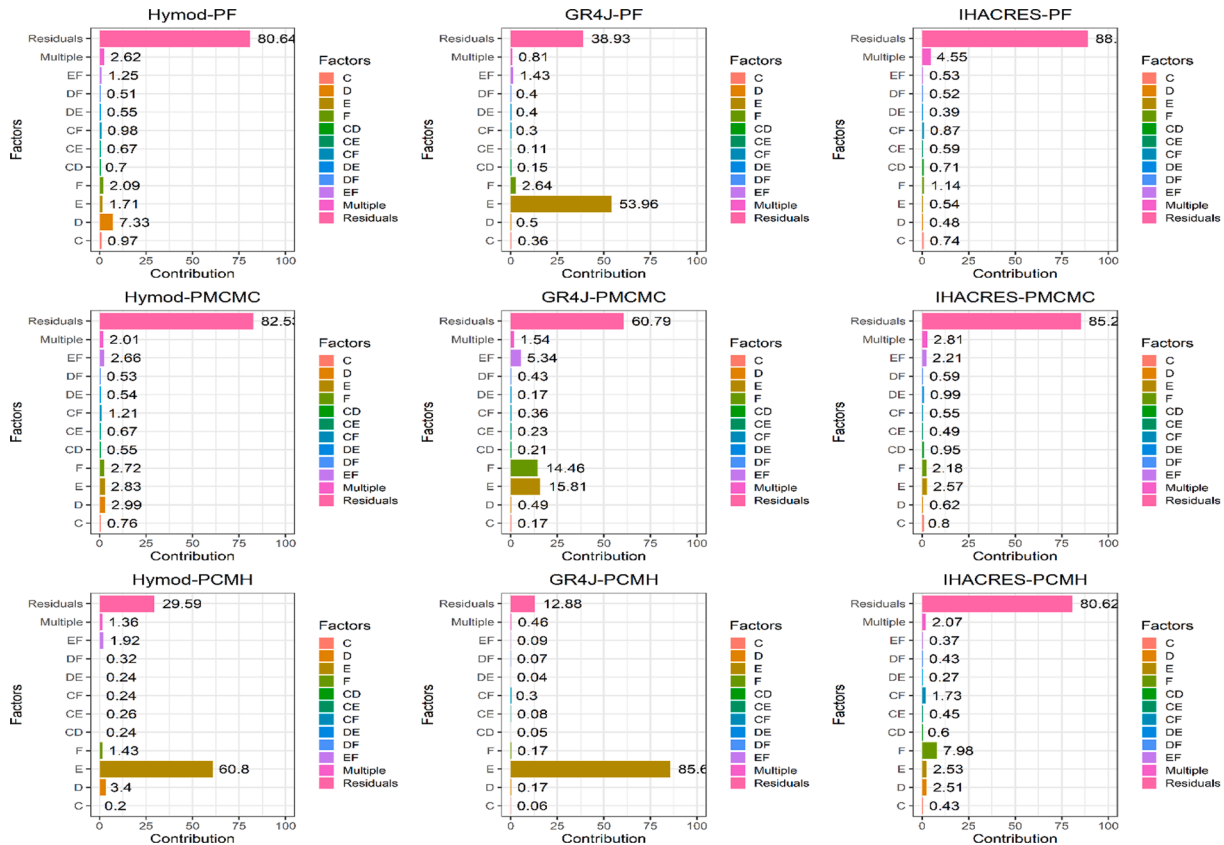 Hymod-PF
Factors
Residuals 80.64
Multiple 2.62
EF 1.25
DF 0.51
DE 0.55
CF 0.98
CE 0.67
CD 0.7
F 2.09
E 1.71
D 7.33
C 0.97
0 25 50 75 100
Contribution
Factors
C
D
E
F
CD
CE
CF
DE
DF
EF
Multiple
Residuals
GR4J-PF
Factors
Residuals 38.93
Multiple 0.81
EF 1.43
DF 0.4
DE 0.4
CF 0.3
CE 0.11
CD 0.15
F 2.64
E 53.96
D 0.5
C 0.36
0 25 50 75 100
Contribution
Factors
C
D
E
F
CD
CE
CF
DE
DF
EF
Multiple
Residuals
IHACRES-PF
Factors
Residuals 88.
Multiple 4.55
EF 0.53
DF 0.52
DE 0.39
CF 0.87
CE 0.59
CD 0.71
F 1.14
E 0.54
D 0.48
C 0.74
0 25 50 75 100
Contribution
Factors
C
D
E
F
CD
CE
CF
DE
DF
EF
Multiple
Residuals
Hymod-PMCMC
Factors
Residuals 82.5
Multiple 2.01
EF 2.66
DF 0.53
DE 0.54
CF 1.21
CE 0.67
CD 0.55
F 2.72
E 2.83
D 2.99
C 0.76
0 25 50 75 100
Contribution
Factors
C
D
E
F
CD
CE
CF
DE
DF
EF
Multiple
Residuals
GR4J-PMCMC
Factors
Residuals 60.79
Multiple 1.54
EF 5.34
DF 0.43
DE 0.17
CF 0.36
CE 0.23
CD 0.21
F 14.46
E 15.81
D 0.49
C 0.17
0 25 50 75 100
Contribution
Factors
C
D
E
F
CD
CE
CF
DE
DF
EF
Multiple
Residuals
IHACRES-PMCMC
Factors
Residuals 85.2
Multiple 2.81
EF 2.21
DF 0.59
DE 0.99
CF 0.55
CE 0.49
CD 0.95
F 2.18
E 2.57
D 0.62
C 0.8
0 25 50 75 100
Contribution
Factors
C
D
E
F
CD
CE
CF
DE
DF
EF
Multiple
Residuals
Hymod-PCMH
Factors
Residuals 29.59
Multiple 1.36
EF 1.92
DF 0.32
DE 0.24
CF 0.24
CE 0.26
CD 0.24
F 1.43
E 60.8
D 3.4
C 0.2
0 25 50 75 100
Contribution
Factors
C
D
E
F
CD
CE
CF
DE
DF
EF
Multiple
Residuals
GR4J-PCMH
Factors
Residuals 12.88
Multiple 0.46
EF 0.09
DF 0.07
DE 0.04
CF 0.3
CE 0.08
CD 0.05
F 0.17
E 85.6
D 0.17
C 0.06
0 25 50 75 100
Contribution
Factors
C
D
E
F
CD
CE
CF
DE
DF
EF
Multiple
Residuals
IHACRES-PCMH
Factors
Residuals 80.62
Multiple 2.07
EF 0.37
DF 0.43
DE 0.27
CF 1.73
CE 0.45
CD 0.6
F 7.98
E 2.53
D 2.51
C 0.43
0 25 50 75 100
Contribution
Factors
C
D
E
F
CD
CE
CF
DE
DF
EF
Multiple
Residuals